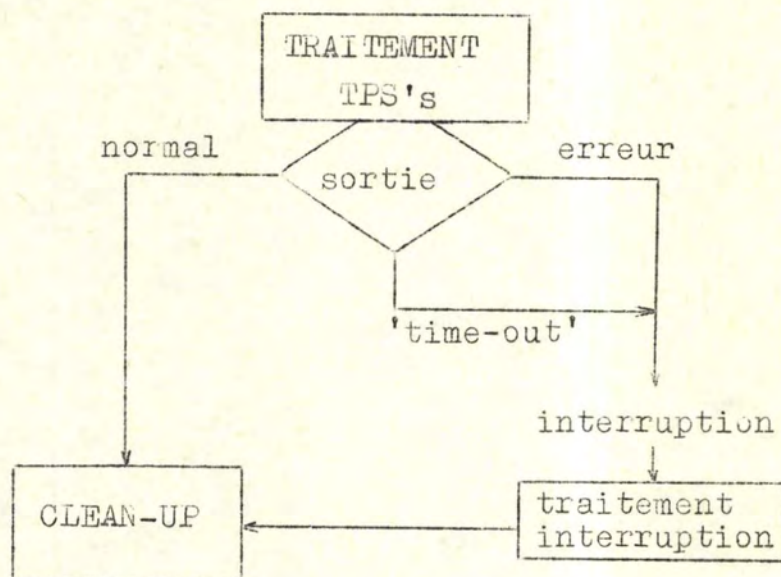 TRAITEMENT
TPS's
normal
erreur
sortie
'time-out'
interruption
CLEAN-UP
traitement
interruption